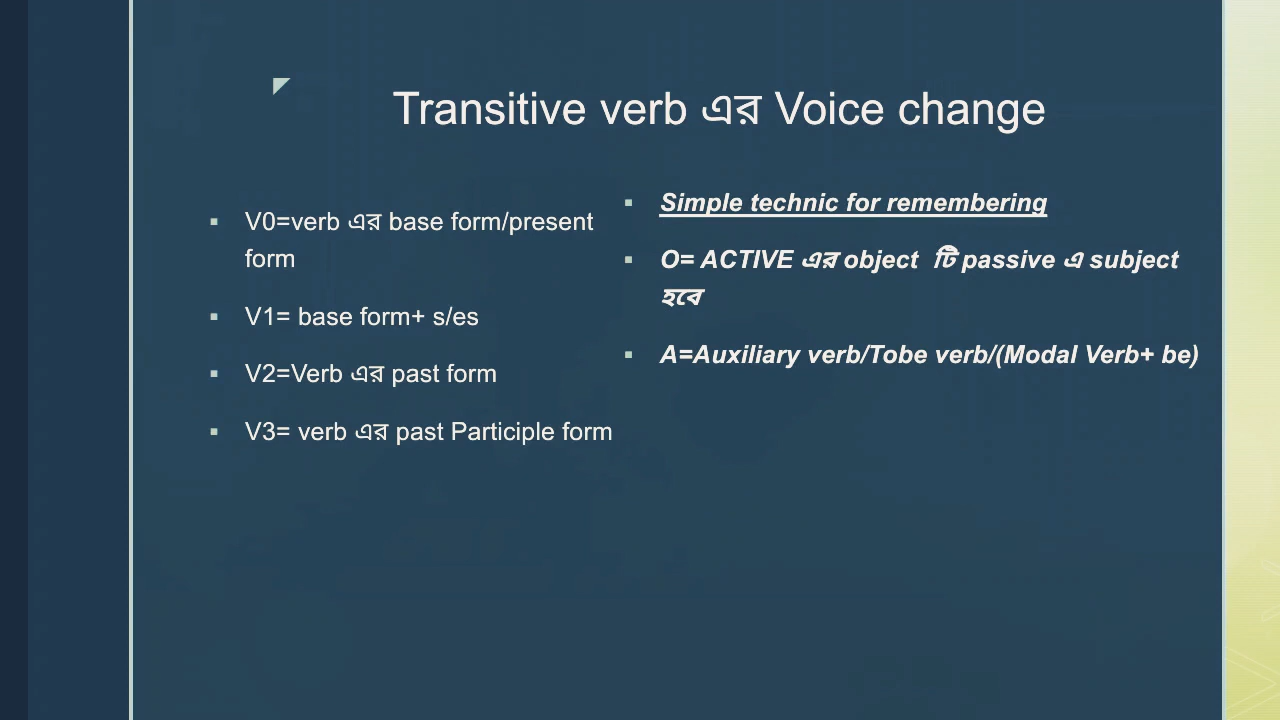 Transitive verb এর Voice change
▪ V0=verb এর base form/present
form
▪ V1= base form+ s/es
▪ V2=Verb এর past form
▪ V3= verb এর past Participle form
▪ Simple technic for remembering
▪ O= ACTIVE এর object টি passive এ subject
হবে
▪ A=Auxiliary verb/Tobe verb/(Modal Verb+ be)